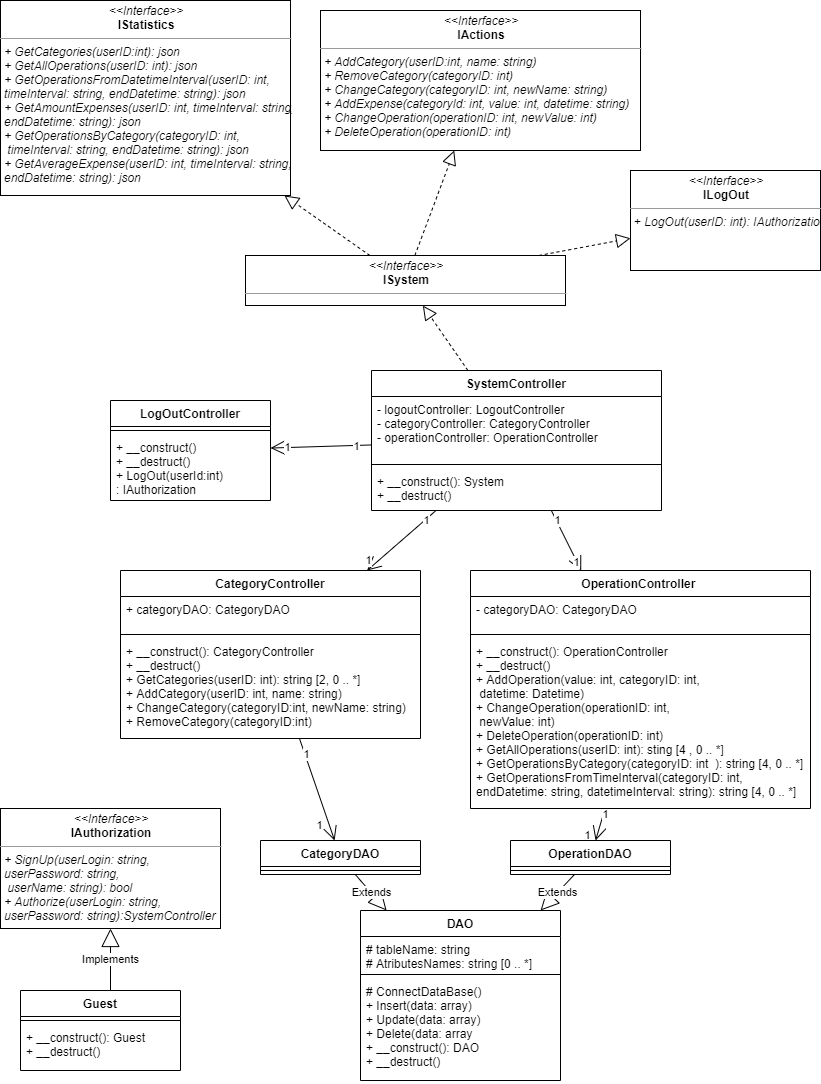 <<Interface>>
IStatistics
+ GetCategories(userID:int): json
+ GetAllOperations(userID: int): json
+ GetOperationsFromDatetimeInterval(userID: int,
timeInterval: string, endDatetime: string): json
+ GetAmountExpenses(userID: int, timeInterval: string,
endDatetime: string): json
+ GetOperationsByCategory(categoryID: int,
timeInterval: string, endDatetime: string): json
+ GetAverageExpense(userID: int, timeInterval: string,
endDatetime: string): json
<<Interface>>
IActions
+ AddCategory(userID:int, name: string)
+ RemoveCategory(categoryID: int)
+ ChangeCategory(categoryID: int, newName: string)
+ AddExpense(categoryId: int, value: int, datetime: string)
+ ChangeOperation(operationID: int, newValue: int)
+ DeleteOperation(operationID: int)
<<Interface>>
ILogOut
+ LogOut(userID: int): IAuthorizatio
<<Interface>>
ISystem
SystemController
- logoutController: LogoutController
- categoryController: CategoryController
- operationController: OperationController
+ __construct(): System
+ __destruct()
LogOutController
+ __construct()
+ __destruct()
+ LogOut(userId:int)
: IAuthorization
1
1
1
1
1
1
CategoryController
+ categoryDAO: CategoryDAO
+ __construct(): CategoryController
+ __destruct()
+ GetCategories(userID: int): string [2, 0 .. *]
+ AddCategory(userID: int, name: string)
+ ChangeCategory(categoryID:int, newName: string)
+ RemoveCategory(categoryID:int)
OperationController
- categoryDAO: CategoryDAO
+ __construct(): OperationController
+ __destruct()
+ AddOperation(value: int, categoryID: int,
datetime: Datetime)
+ ChangeOperation(operationID: int,
newValue: int)
+ DeleteOperation(operationID: int)
+ GetAllOperations(userID: int): sting [4 , 0 .. *]
+ GetOperationsByCategory(categoryID: int  ): string [4, 0 .. *]
+ GetOperationsFromTimeInterval(categoryID: int,
endDatetime: string, datetimeInterval: string): string [4, 0 .. *]
1
1
1
1
<<Interface>>
IAuthorization
+ SignUp(userLogin: string,
userPassword: string,
userName: string): bool
+ Authorize(userLogin: string,
userPassword: string):SystemController
Implements
Guest
+ __construct(): Guest
+ __destruct()
CategoryDAO
OperationDAO
Extends
Extends
DAO
# tableName: string
# AtributesNames: string [0 .. *]
# ConnectDataBase()
+ Insert(data: array)
+ Update(data: array)
+ Delete(data: array
+ __construct(): DAO
+ __destruct()